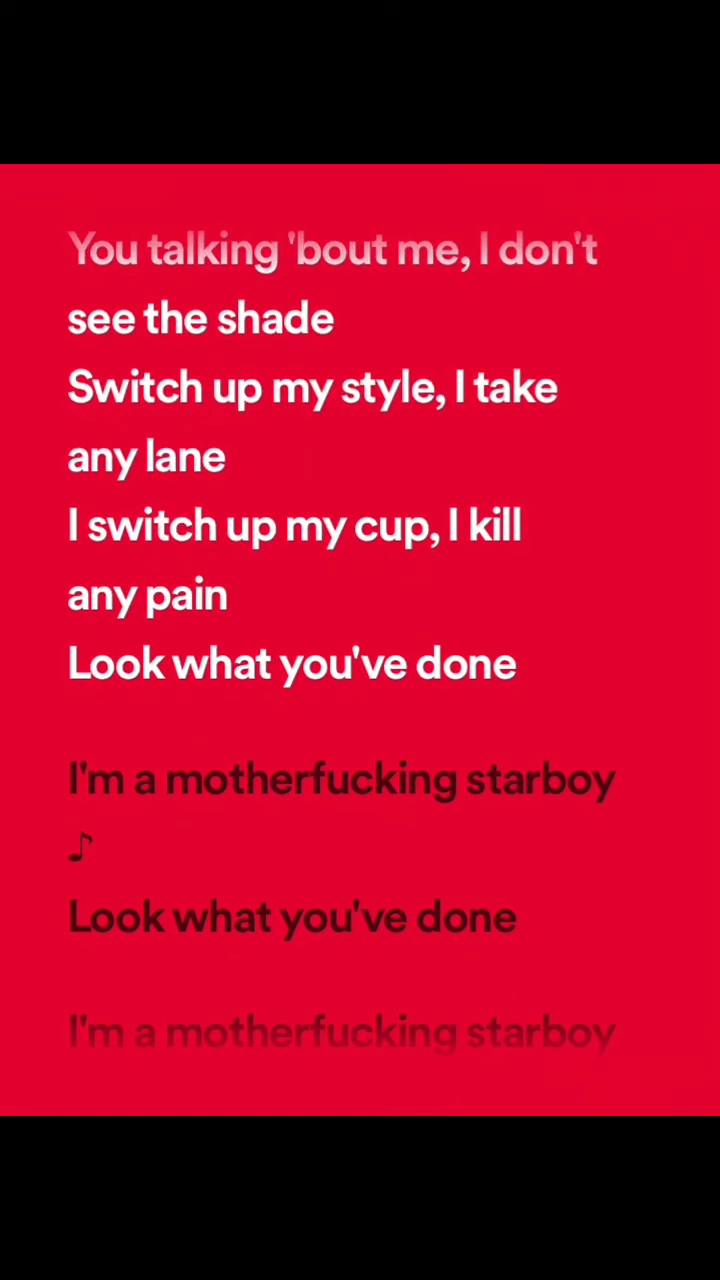 You talking 'bout me, I don't
see the shade
Switch up my style, I take
any lane
I switch up my cup, I kill
any pain
Look what you've done
I'm a motherfucking starboy
♪
Look what you've done
I'm a motherfucking starboy